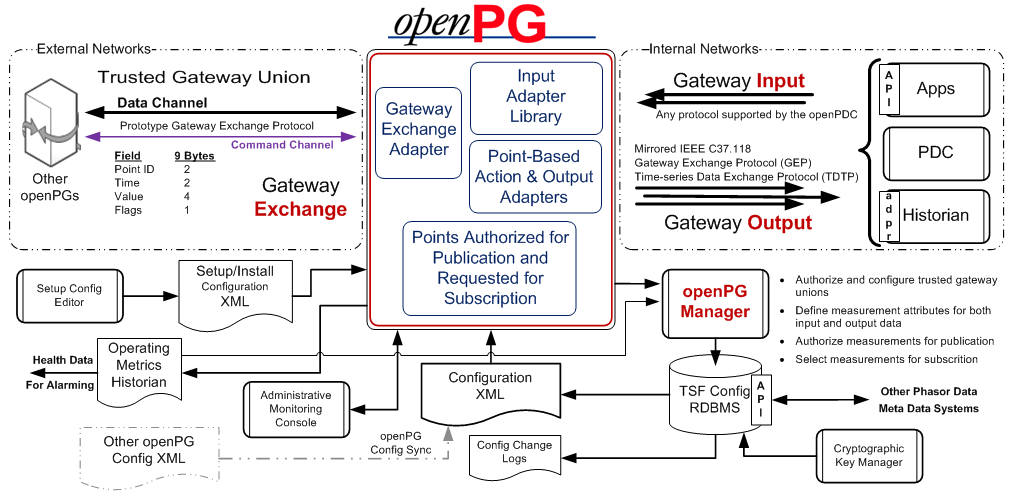 openPG
External Networks
Trusted Gateway Union
Data Channel
Prototype Gateway Exchange Protocol
Command Channel
Field 9 Bytes
Point ID 2
Time 2
Value 4
Flags 1
Other
openPGs
Gateway
Exchange
Gateway
Exchange
Adapter
Input
Adapter
Library
Point-Based
Action & Output
Adapters
Points Authorized for
Publication and
Requested for
Subscription
Internal Networks
Gateway Input
Any protocol supported by the openPDC
Mirrored IEEE C37.118
Gateway Exchange Protocol (GEP)
Time-series Data Exchange Protocol (TDTP)
Gateway Output
API
Apps
PDC
adpr
Historian
Setup Config
Editor
Setup/Install
Configuration
XML
openPG
Manager
• Authorize and configure trusted gateway
unions
• Define measurement attributes for both
input and output data
• Authorize measurements for publication
• Select measurements for subscrition
Health Data
For Alarming
Operating
Metrics
Historian
Administrative
Monitoring
Console
Configuration
XML
TSF Config
RDBMS
API
Other Phasor Data
Meta Data Systems
Other openPG
Config XML
openPG
Config Sync
Config Change
Logs
Cryptographic
Key Manager